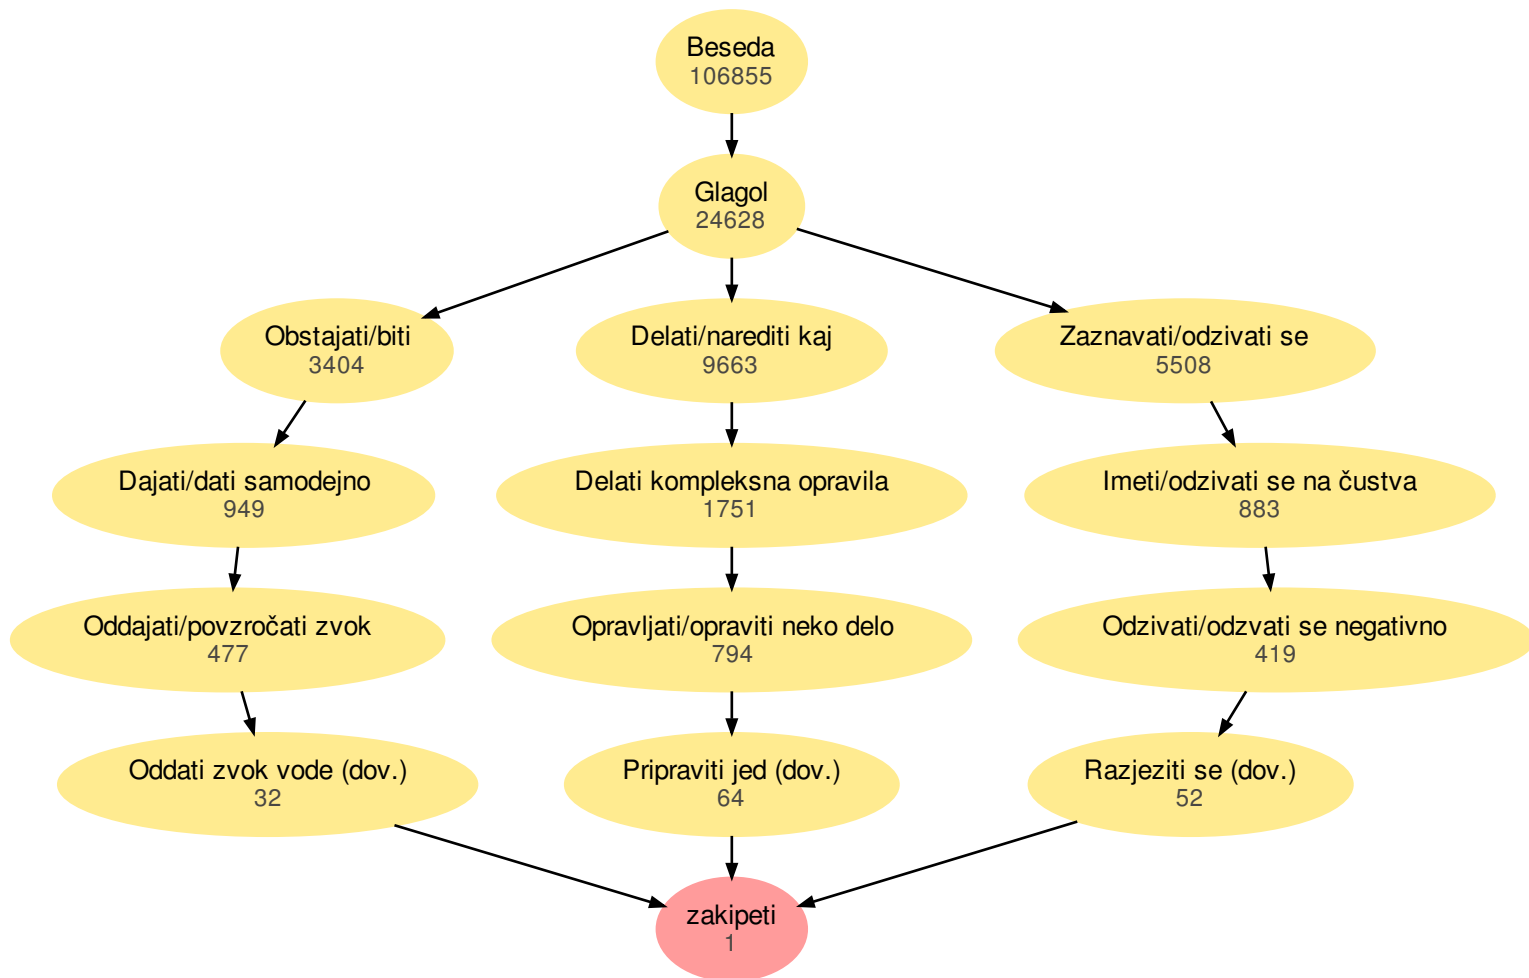 Beseda
106855
Glagol
24628
Obstajati/biti
3404
Delati/narediti kaj
9663
Zaznavati/odzivati se
5508
Dajati/dati samodejno
949
Delati kompleksna opravila
1751
Imeti/odzivati se na čustva
883
Oddajati/povzročati zvok
477
Opravljati/opraviti neko delo
794
Odzivati/odzvati se negativno
419
Oddati zvok vode (dov.)
32
Pripraviti jed (dov.)
64
Razjeziti se (dov.)
52
zakipeti
1